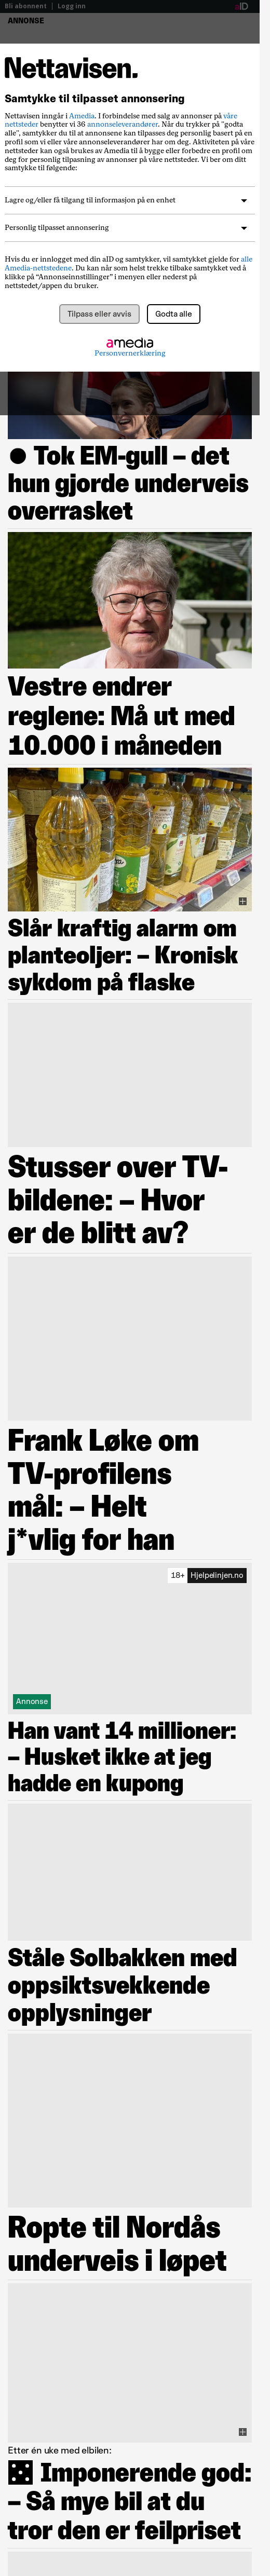 Bli abonnent | Logg inn
aID
ANNONSE
Nettavisen.
Samtykke til tilpasset annonsering
Nettavisen inngår i Amedia. I forbindelse med salg av annonser på våre
nettsteder benytter vi 36 annonseleverandører. Når du trykker på "godta
alle", samtykker du til at annonsene kan tilpasses deg personlig basert på en
profil som vi eller våre annonseleverandører har om deg. Aktiviteten på våre
nettsteder kan også brukes av Amedia til å bygge eller forbedre en profil om
deg for personlig tilpasning av annonser på våre nettsteder. Vi ber om ditt
samtykke til følgende:
Lagre og/eller få tilgang til informasjon på en enhet
Personlig tilpasset annonsering
Hvis du er innlogget med din aID og samtykker, vil samtykket gjelde for alle
Amedia-nettstedene. Du kan når som helst trekke tilbake samtykket ved å
klikke på “Annonseinnstillinger” i menyen eller nederst på
nettstedet/appen du bruker.
Tilpass eller avvis
Godta alle
amedia
Personvernerklæring
● Tok EM-gull – det
hun gjorde underveis
overrasket
Vestre endrer
reglene: Må ut med
10.000 i måneden
Slår kraftig alarm om
planteoljer: – Kronisk
sykdom på flaske
Stusser over TV-
bildene: – Hvor
er de blitt av?
Frank Løke om
TV-profilens
mål: – Helt
j*vlig for han
18+ Hjelpelinjen.no
Annonse
Han vant 14 millioner:
– Husket ikke at jeg
hadde en kupong
Ståle Solbakken med
oppsiktsvekkende
opplysninger
Ropte til Nordås
underveis i løpet
Etter én uke med elbilen:
⚄ Imponerende god:
– Så mye bil at du
tror den er feilpriset